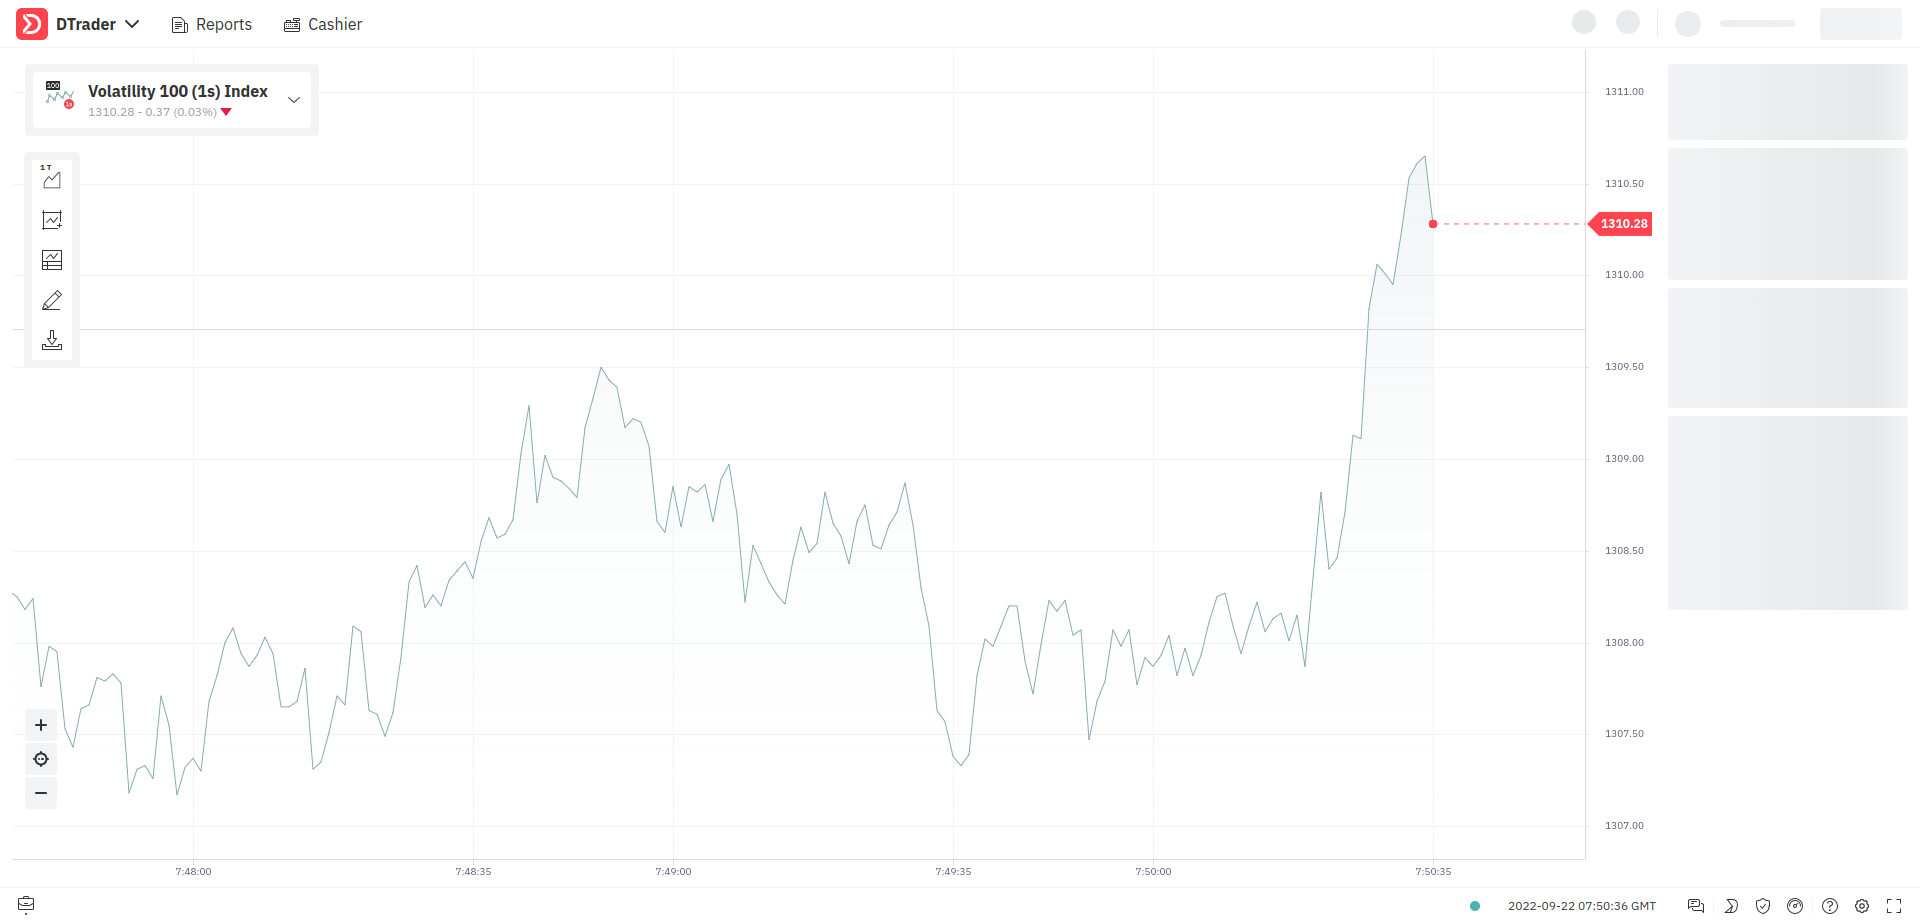 DTrader
Reports
Cashier
100
Volatility 100 (1s) Index
1s
1310.28 - 0.37 (0.03%)
1T
1311.00
1310.50
1310.28
1310.00
1309.50
1309.00
1308.50
1308.00
1307.50
1307.00
7:48:00
7:48:35
7:49:00
7:49:35
7:50:00
7:50:35
2022-09-22 07:50:36 GMT